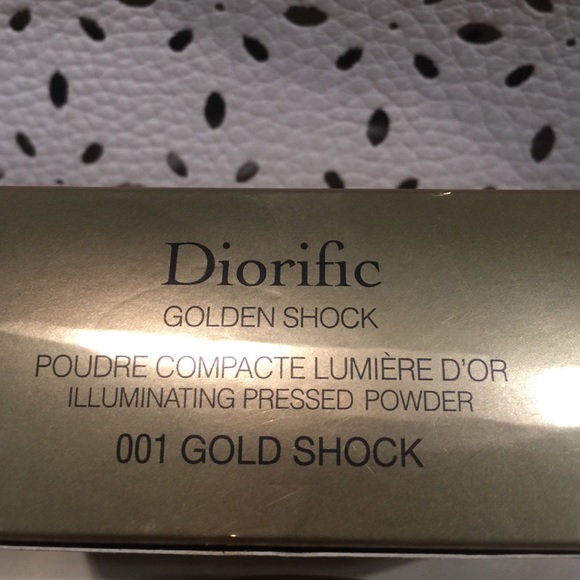 Diorific
GOLDEN SHOCK
POUDRE COMPACTE LUMIÈRE D'OR
ILLUMINATING PRESSED POWDER
001 GOLD SHOCK